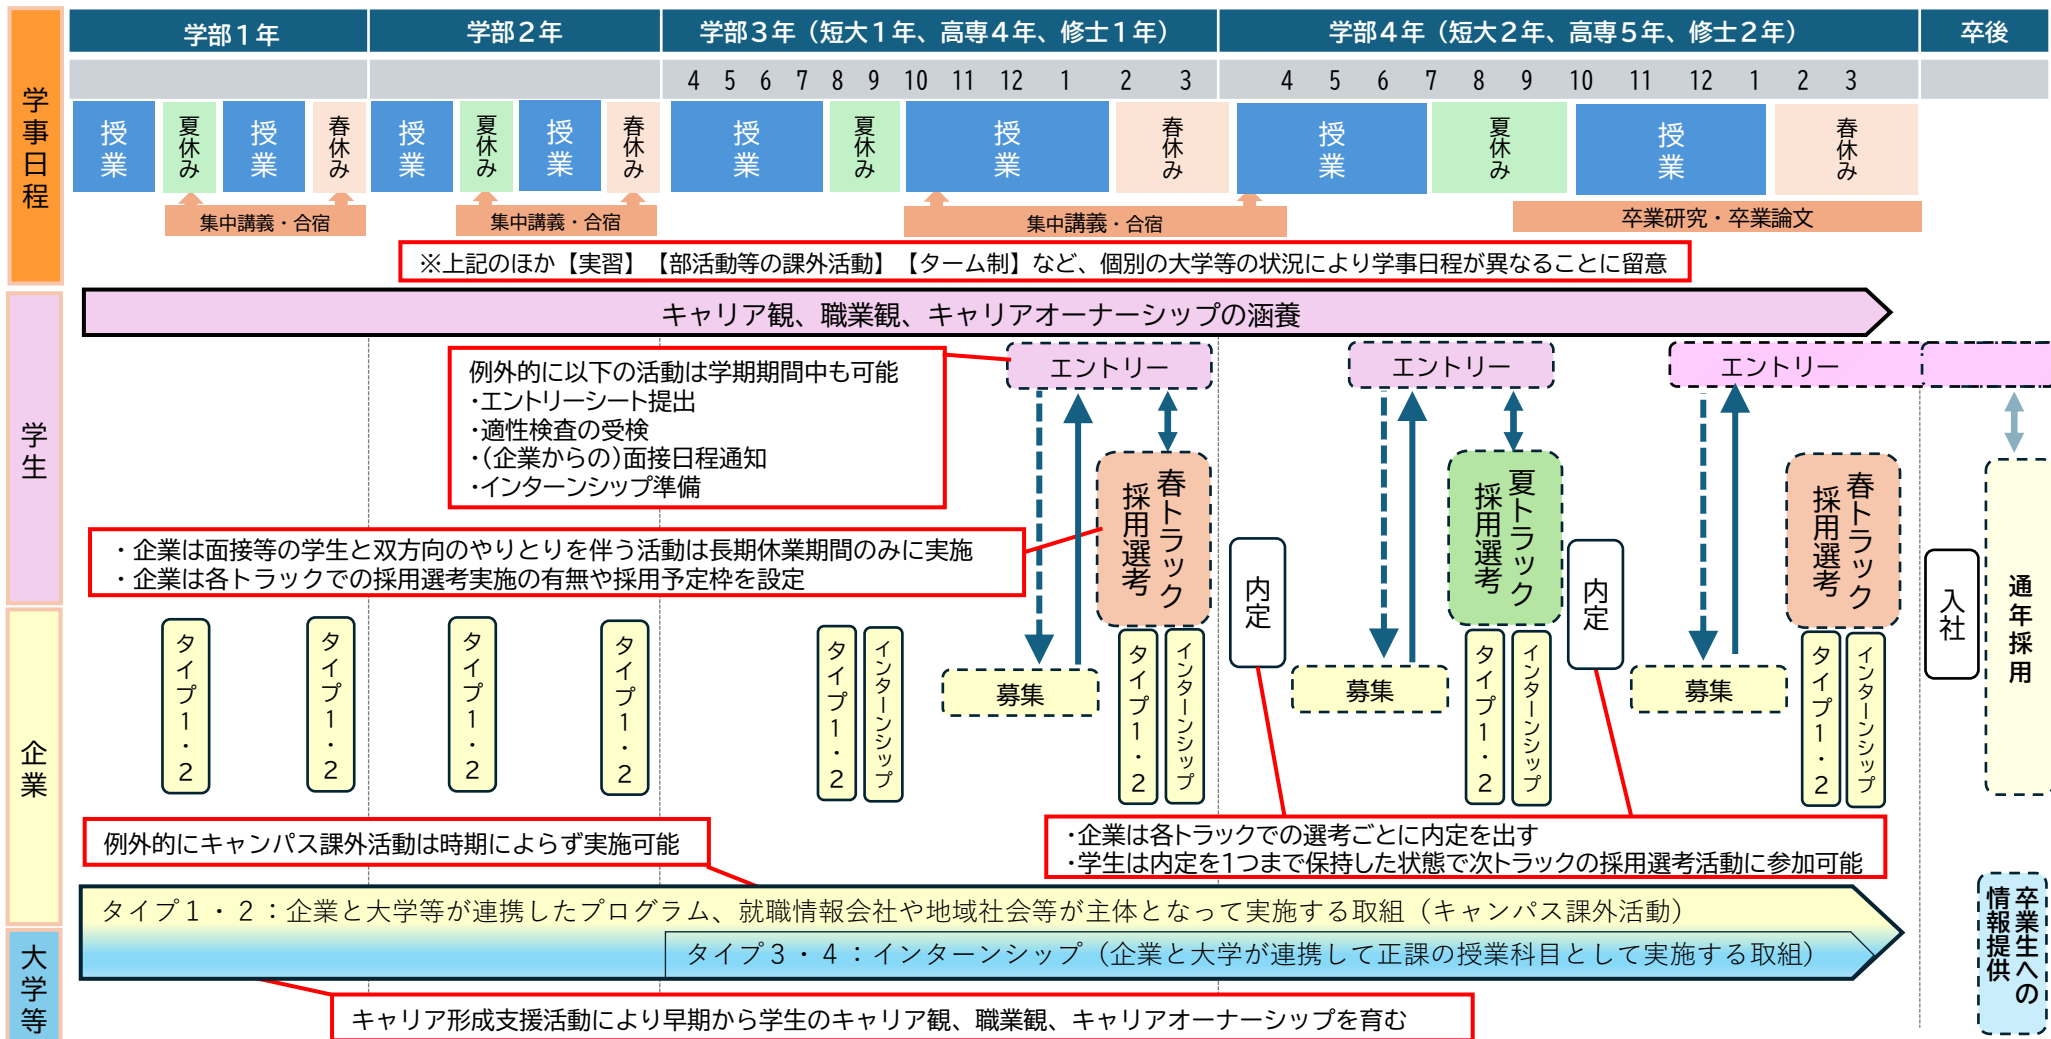 学部1年
学部2年
学部3年（短大1年、高専4年、修士1年）
学部4年（短大2年、高専5年、修士2年）
卒後
4 5 6 7 8 9 10 11 12 1 2 3
4 5 6 7 8 9 10 11 12 1 2 3
学事日程
授業
夏休み
授業
春休み
授業
夏休み
授業
春休み
授業
夏休み
授業
春休み
授業
夏休み
授業
春休み
集中講義・合宿
集中講義・合宿
集中講義・合宿
卒業研究・卒業論文
※上記のほか【実習】【部活動等の課外活動】【ターム制】など、個別の大学等の状況により学事日程が異なることに留意
学生
キャリア観、職業観、キャリアオーナーシップの涵養
例外的に以下の活動は学期期間中も可能
・エントリーシート提出
・適性検査の受検
・(企業からの)面接日程通知
・インターンシップ準備
エントリー
エントリー
エントリー
春トラック
採用選考
夏トラック
採用選考
春トラック
採用選考
・企業は面接等の学生と双方向のやりとりを伴う活動は長期休業期間のみに実施
・企業は各トラックでの採用選考実施の有無や採用予定枠を設定
内定
内定
入社
通年採用
企業
タイプ1・2
タイプ1・2
タイプ1・2
タイプ1・2
タイプ1・2
インターンシップ
募集
タイプ1・2
インターンシップ
募集
タイプ1・2
インターンシップ
募集
タイプ1・2
インターンシップ
例外的にキャンパス課外活動は時期によらず実施可能
・企業は各トラックでの選考ごとに内定を出す
・学生は内定を1つまで保持した状態で次トラックの採用選考活動に参加可能
タイプ1・2：企業と大学等が連携したプログラム、就職情報会社や地域社会等が主体となって実施する取組（キャンパス課外活動）
大学等
タイプ3・4：インターンシップ（企業と大学が連携して正課の授業科目として実施する取組）
卒業生への
情報提供
キャリア形成支援活動により早期から学生のキャリア観、職業観、キャリアオーナーシップを育む